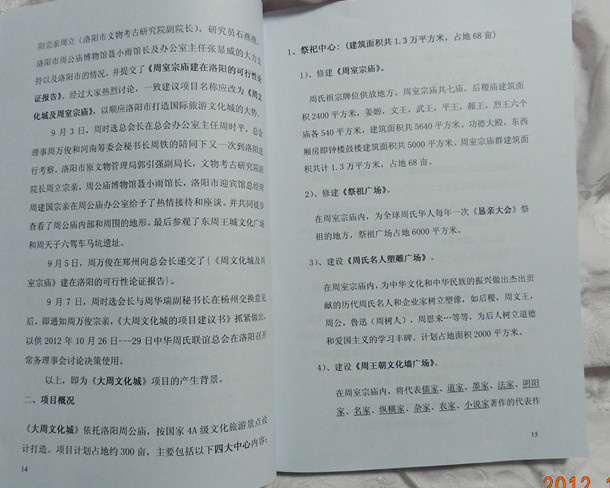 阳宗亲周立（洛阳市文物考古研究院副院长），研究员石燕燕、
洛阳市周公庙博物馆聂小雨馆长及办公室主任张显威的大力支
持以及洛阳市的情况。并提交了《周室宗庙建在洛阳的可行性论
证报告》。经过大家热烈讨论，一致建议项目名称应改为《周文
化城及周室宗庙》，以顺应洛阳市打造国际旅游文化城的大势。
9 月 3 日，周时选会长在总会办公室主任周时平，总会
理事周万俊和河南筹委会秘书长周铁的陪同下又一次到洛阳进
行考察。洛阳市原文物管理局郭引强副局长，文物考古研究院副
院长周立宗亲，周公庙博物馆聂小雨馆长，洛阳市迎宾馆总经理
周建国宗亲在周公庙办公室给予了热情接待和座谈。并共同徒步
查看了周公庙内部和周围的地形。最后参观了东周王城文化广场
和周天子六驾车马坑遗址。
9 月 5 日，周万俊在郑州向总会长递交了《《周文化城及周
室宗庙》建在洛阳的可行性论证报告》。
9 月 7 日，周时选会长与周华瑞副秘书长在杨州交换意见
后，即通知周万俊宗亲，《大周文化城的项目建议书》抓紧做出，
以供 2012 年 10 月 26 日---29 日中华周氏联谊总会在洛阳召开
常务理事会讨论决策使用。
以上，即为《大周文化城》项目的产生背景。
二、项目概况
《大周文化城》依托洛阳周公庙，按国家 4A 级文化旅游景点设
计打造。项目计划占地约 300 亩，主要包括以下四大中心内容：
14
1、祭祀中心：（建筑面积共 1.3 万平方米，占地 68 亩）
1）、修建《周室宗庙》。
周氏祖宗牌位供放地方。周室宗庙共七庙，后稷庙建筑面
积 2400 平方米，姜嫄，文王，武王，平王，赧王，烈王六个
庙各 540 平方米，建筑面积共 5640 平方米。功德大殿，东西
厢房即钟楼鼓楼建筑面积共 5000 平方米。周室宗庙群建筑面
积共计 1.3 万平方米，占地 68 亩。
2）、修建《祭祖广场》。
在周室宗庙内，为全球周氏华人每年一次《恳亲大会》祭
祖的地方，祭祖广场占地 6000 平方米。
3）、建设《周氏名人塑雕广场》。
在周室宗庙内，为中华文化和中华民族的振兴做出杰出贡
献的历代周氏名人和企业家树立塑像，如后稷，周文王，
周公，鲁迅（周树人），周恩来…等等，为后人树立道德
和爱国主义的学习丰碑。计划占地面积 2000 平方米。
4）、建设《周王朝文化墙广场》。
在周室宗庙内，将代表儒家、道家、墨家、法家、阴阳
家、名家、纵横家、杂家、农家、小说家著作的代表作
15
2012